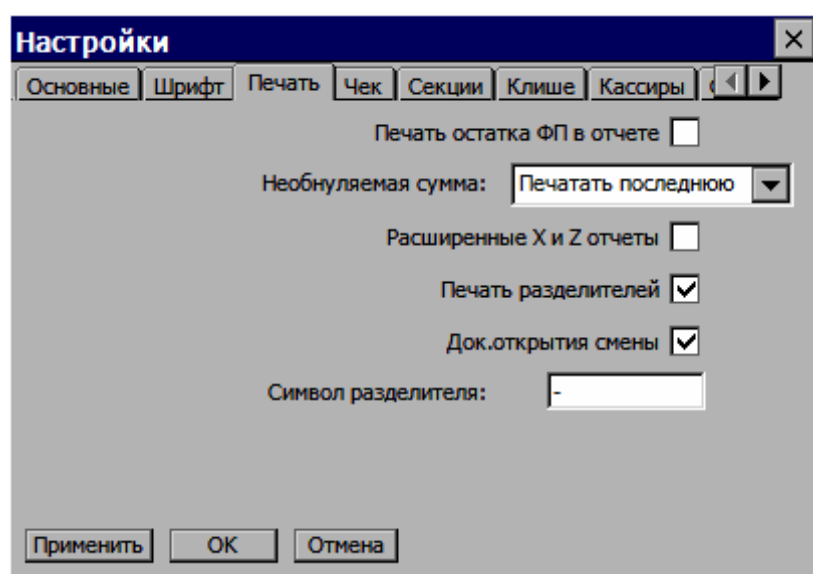 Настройки
Основные Шрифт Печать Чек Секции Клише Кассиры
Печать остатка ФП в отчете
Необнуляемая сумма: Печатать последнюю
Расширенные X и Z отчеты
Печать разделителей
Док.открытия смены
Символ разделителя: -
Применить OK Отмена